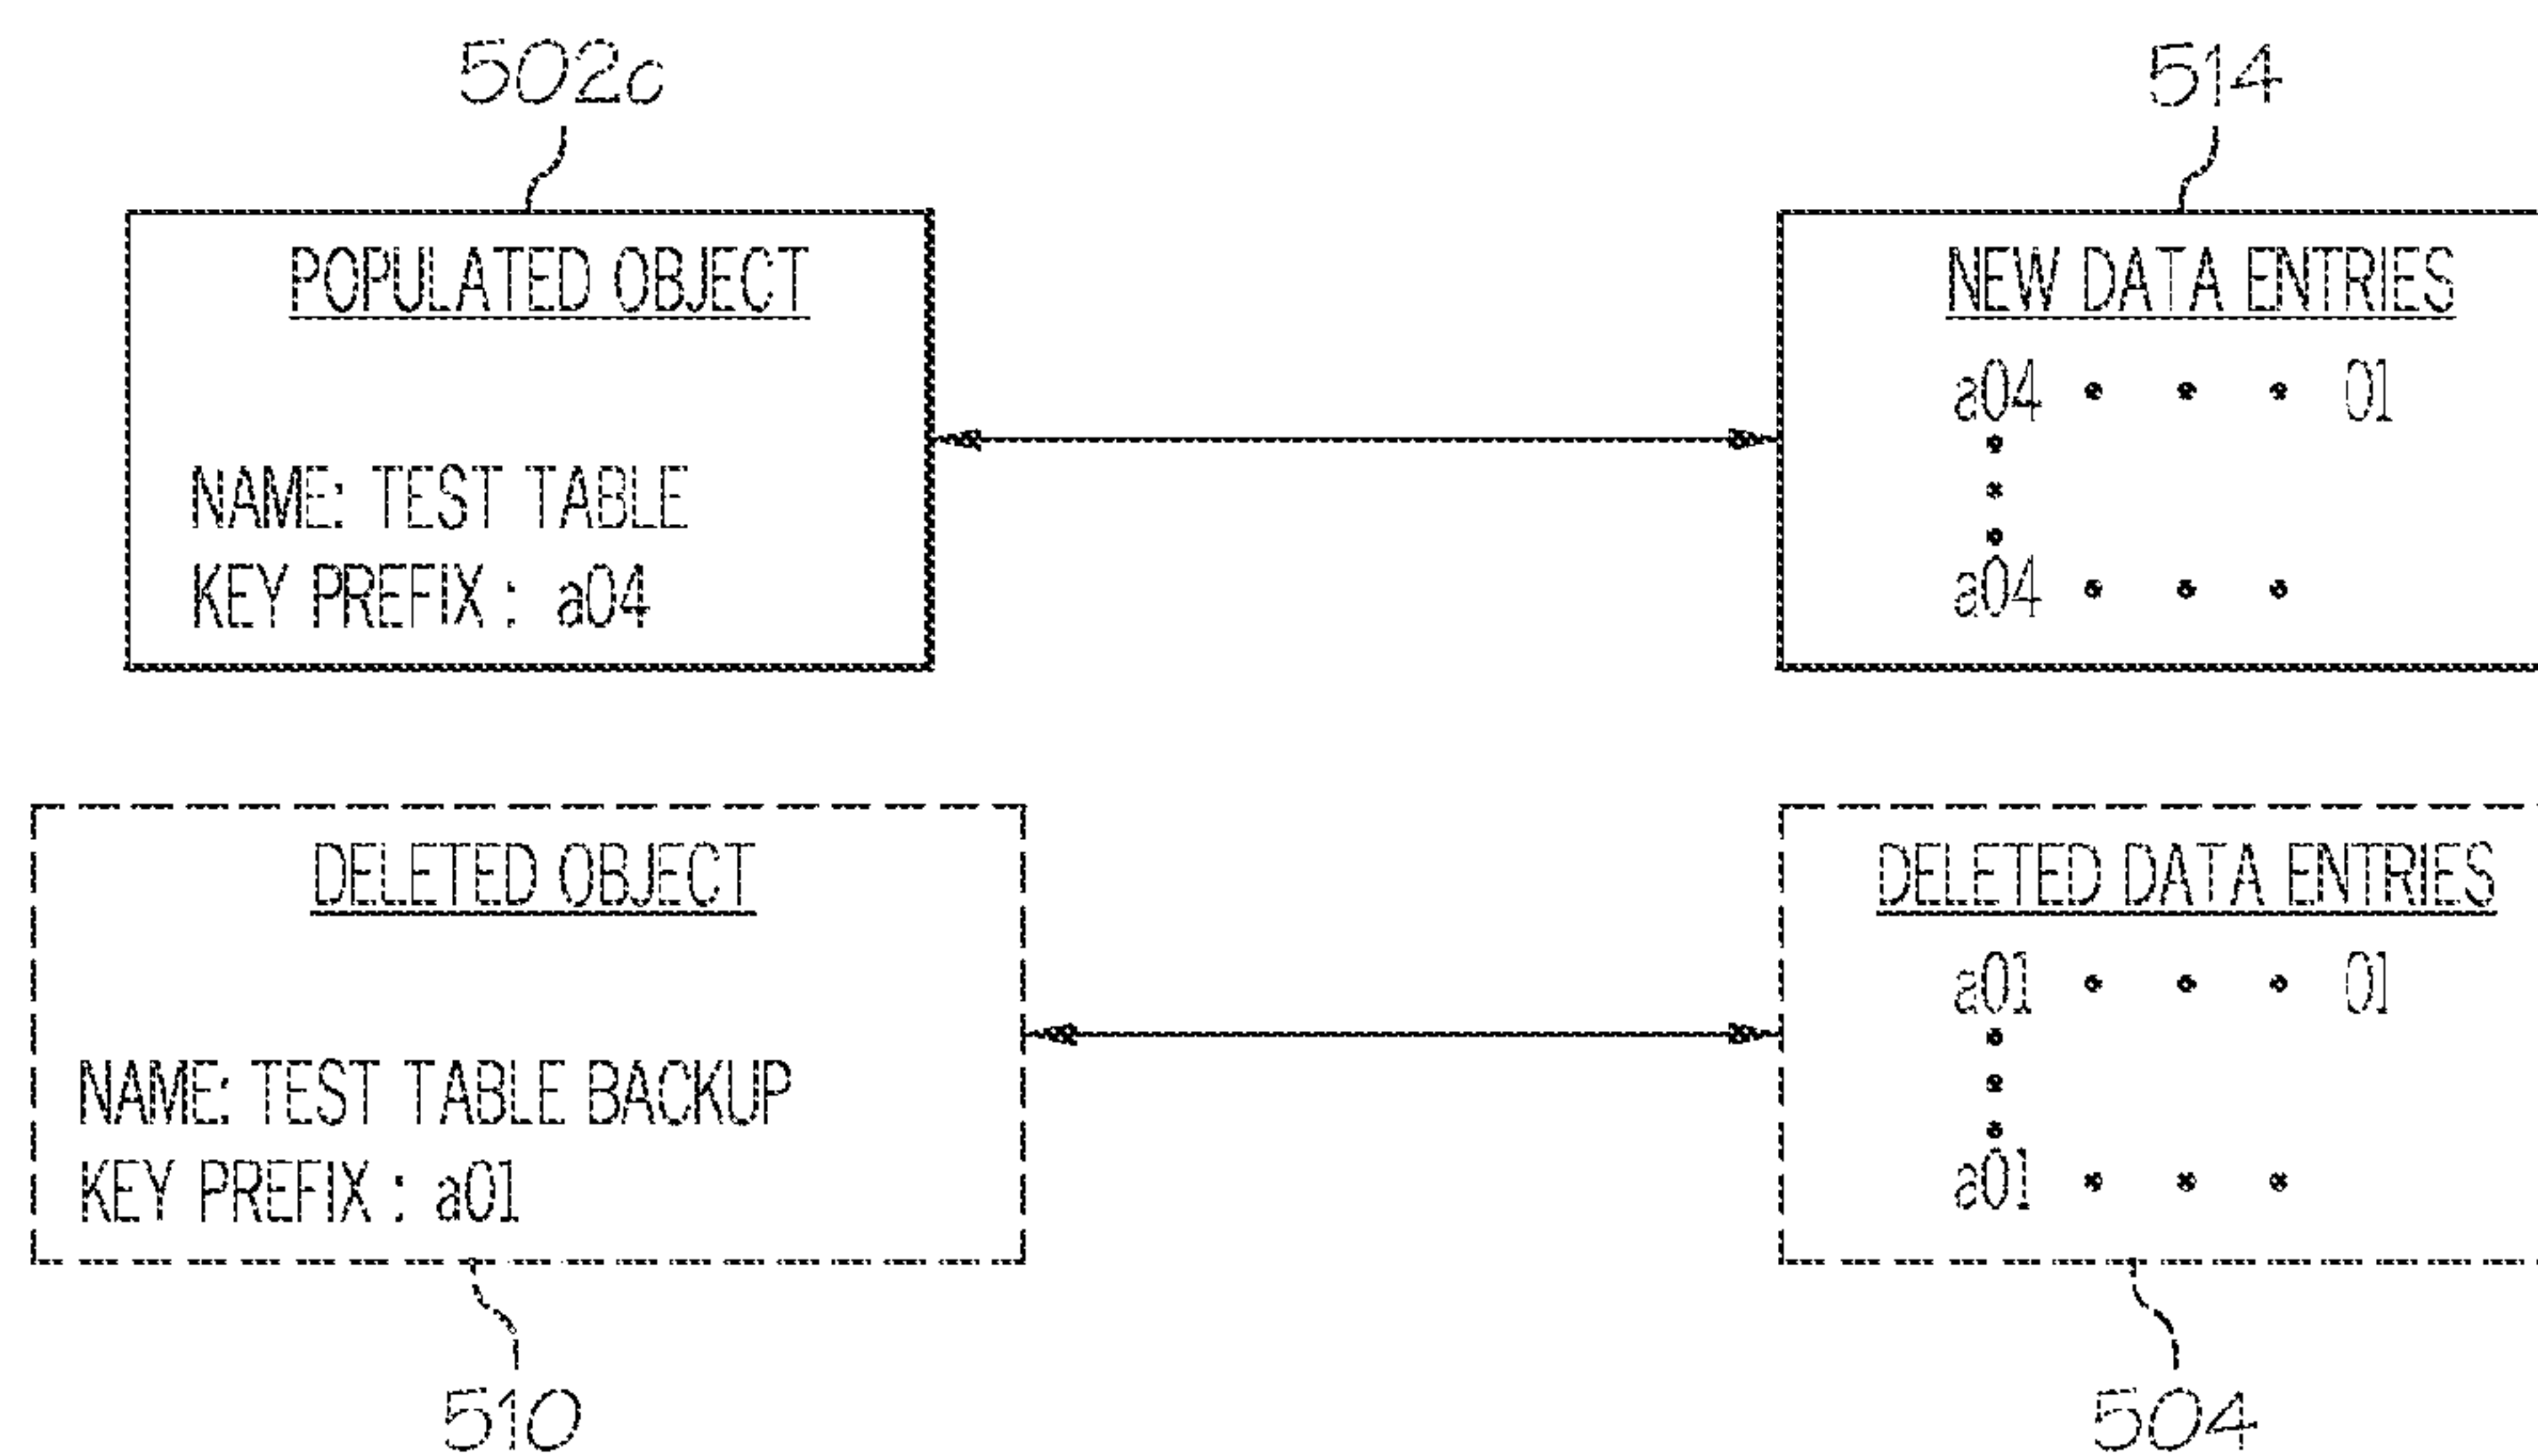 502c
514
POPULATED OBJECT
NAME: TEST TABLE
KEY PREFIX : a04
NEW DATA ENTRIES
a04 • • • 01
•
•
•
a04 • • •
DELETED OBJECT
NAME: TEST TABLE BACKUP
KEY PREFIX : a01
DELETED DATA ENTRIES
a01 • • • 01
•
•
•
a01 • • •
510
504